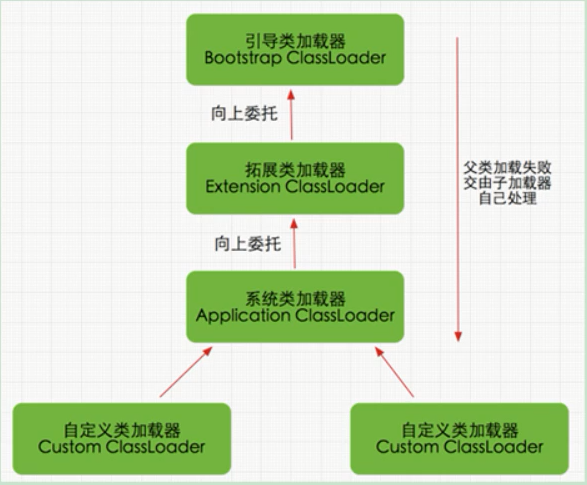 引导类加载器
Bootstrap ClassLoader
向上委托
拓展类加载器
Extension ClassLoader
父类加载失败
交由子加载器
自己处理
向上委托
系统类加载器
Application ClassLoader
自定义类加载器
Custom ClassLoader
自定义类加载器
Custom ClassLoader